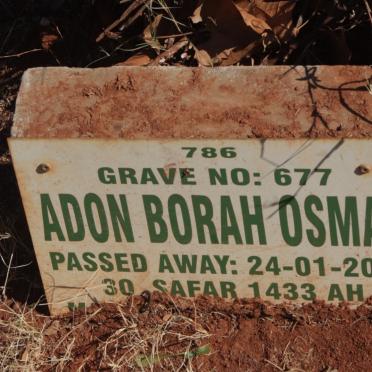 786
GRAVE NO: 677
ADON BORAH OSMA
PASSED AWAY: 24-01-20
30 SAFAR 1433 AH